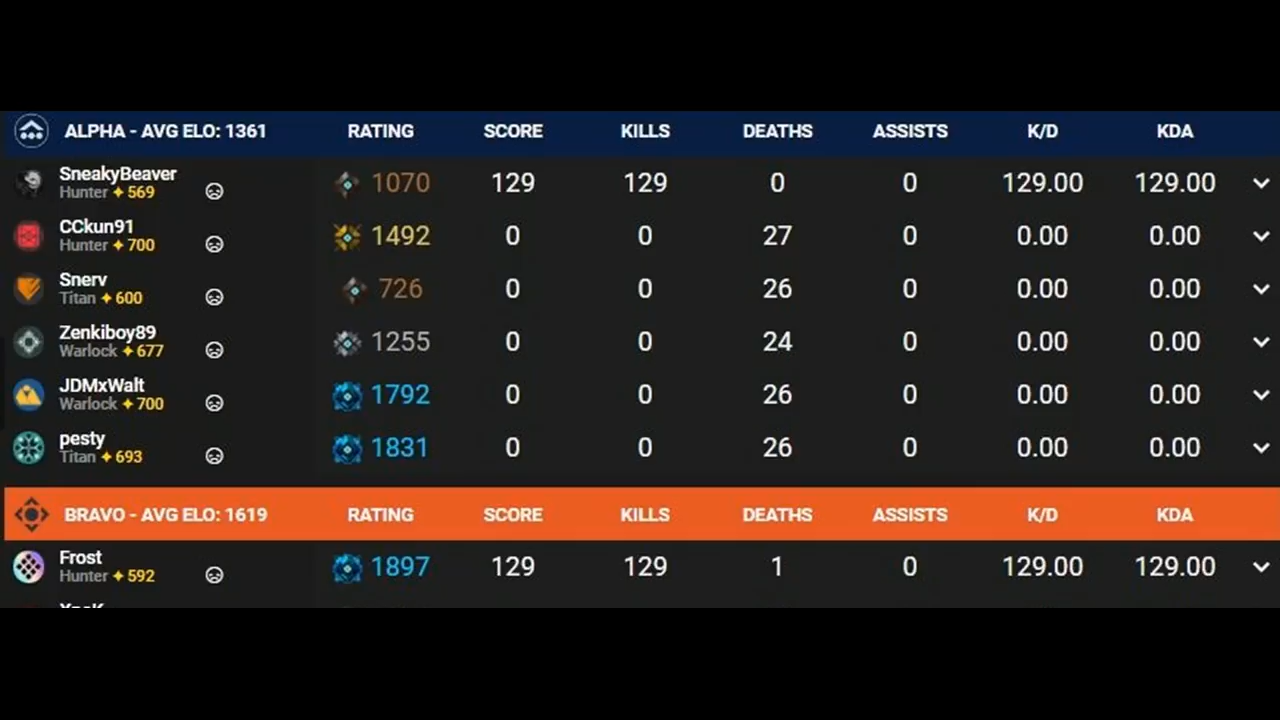 ALPHA - AVG ELO: 1361 RATING SCORE KILLS DEATHS ASSISTS K/D KDA
SneakyBeaver
Hunter ✦ 569 1070 129 129 0 0 129.00 129.00
CCkun91
Hunter ✦ 700 1492 0 0 27 0 0.00 0.00
Snerv
Titan ✦ 600 726 0 0 26 0 0.00 0.00
Zenkiboy89
Warlock ✦ 677 1255 0 0 24 0 0.00 0.00
JDMxWalt
Warlock ✦ 700 1792 0 0 26 0 0.00 0.00
pesty
Titan ✦ 693 1831 0 0 26 0 0.00 0.00
BRAVO - AVG ELO: 1619 RATING SCORE KILLS DEATHS ASSISTS K/D KDA
Frost
Hunter ✦ 592 1897 129 129 1 0 129.00 129.00